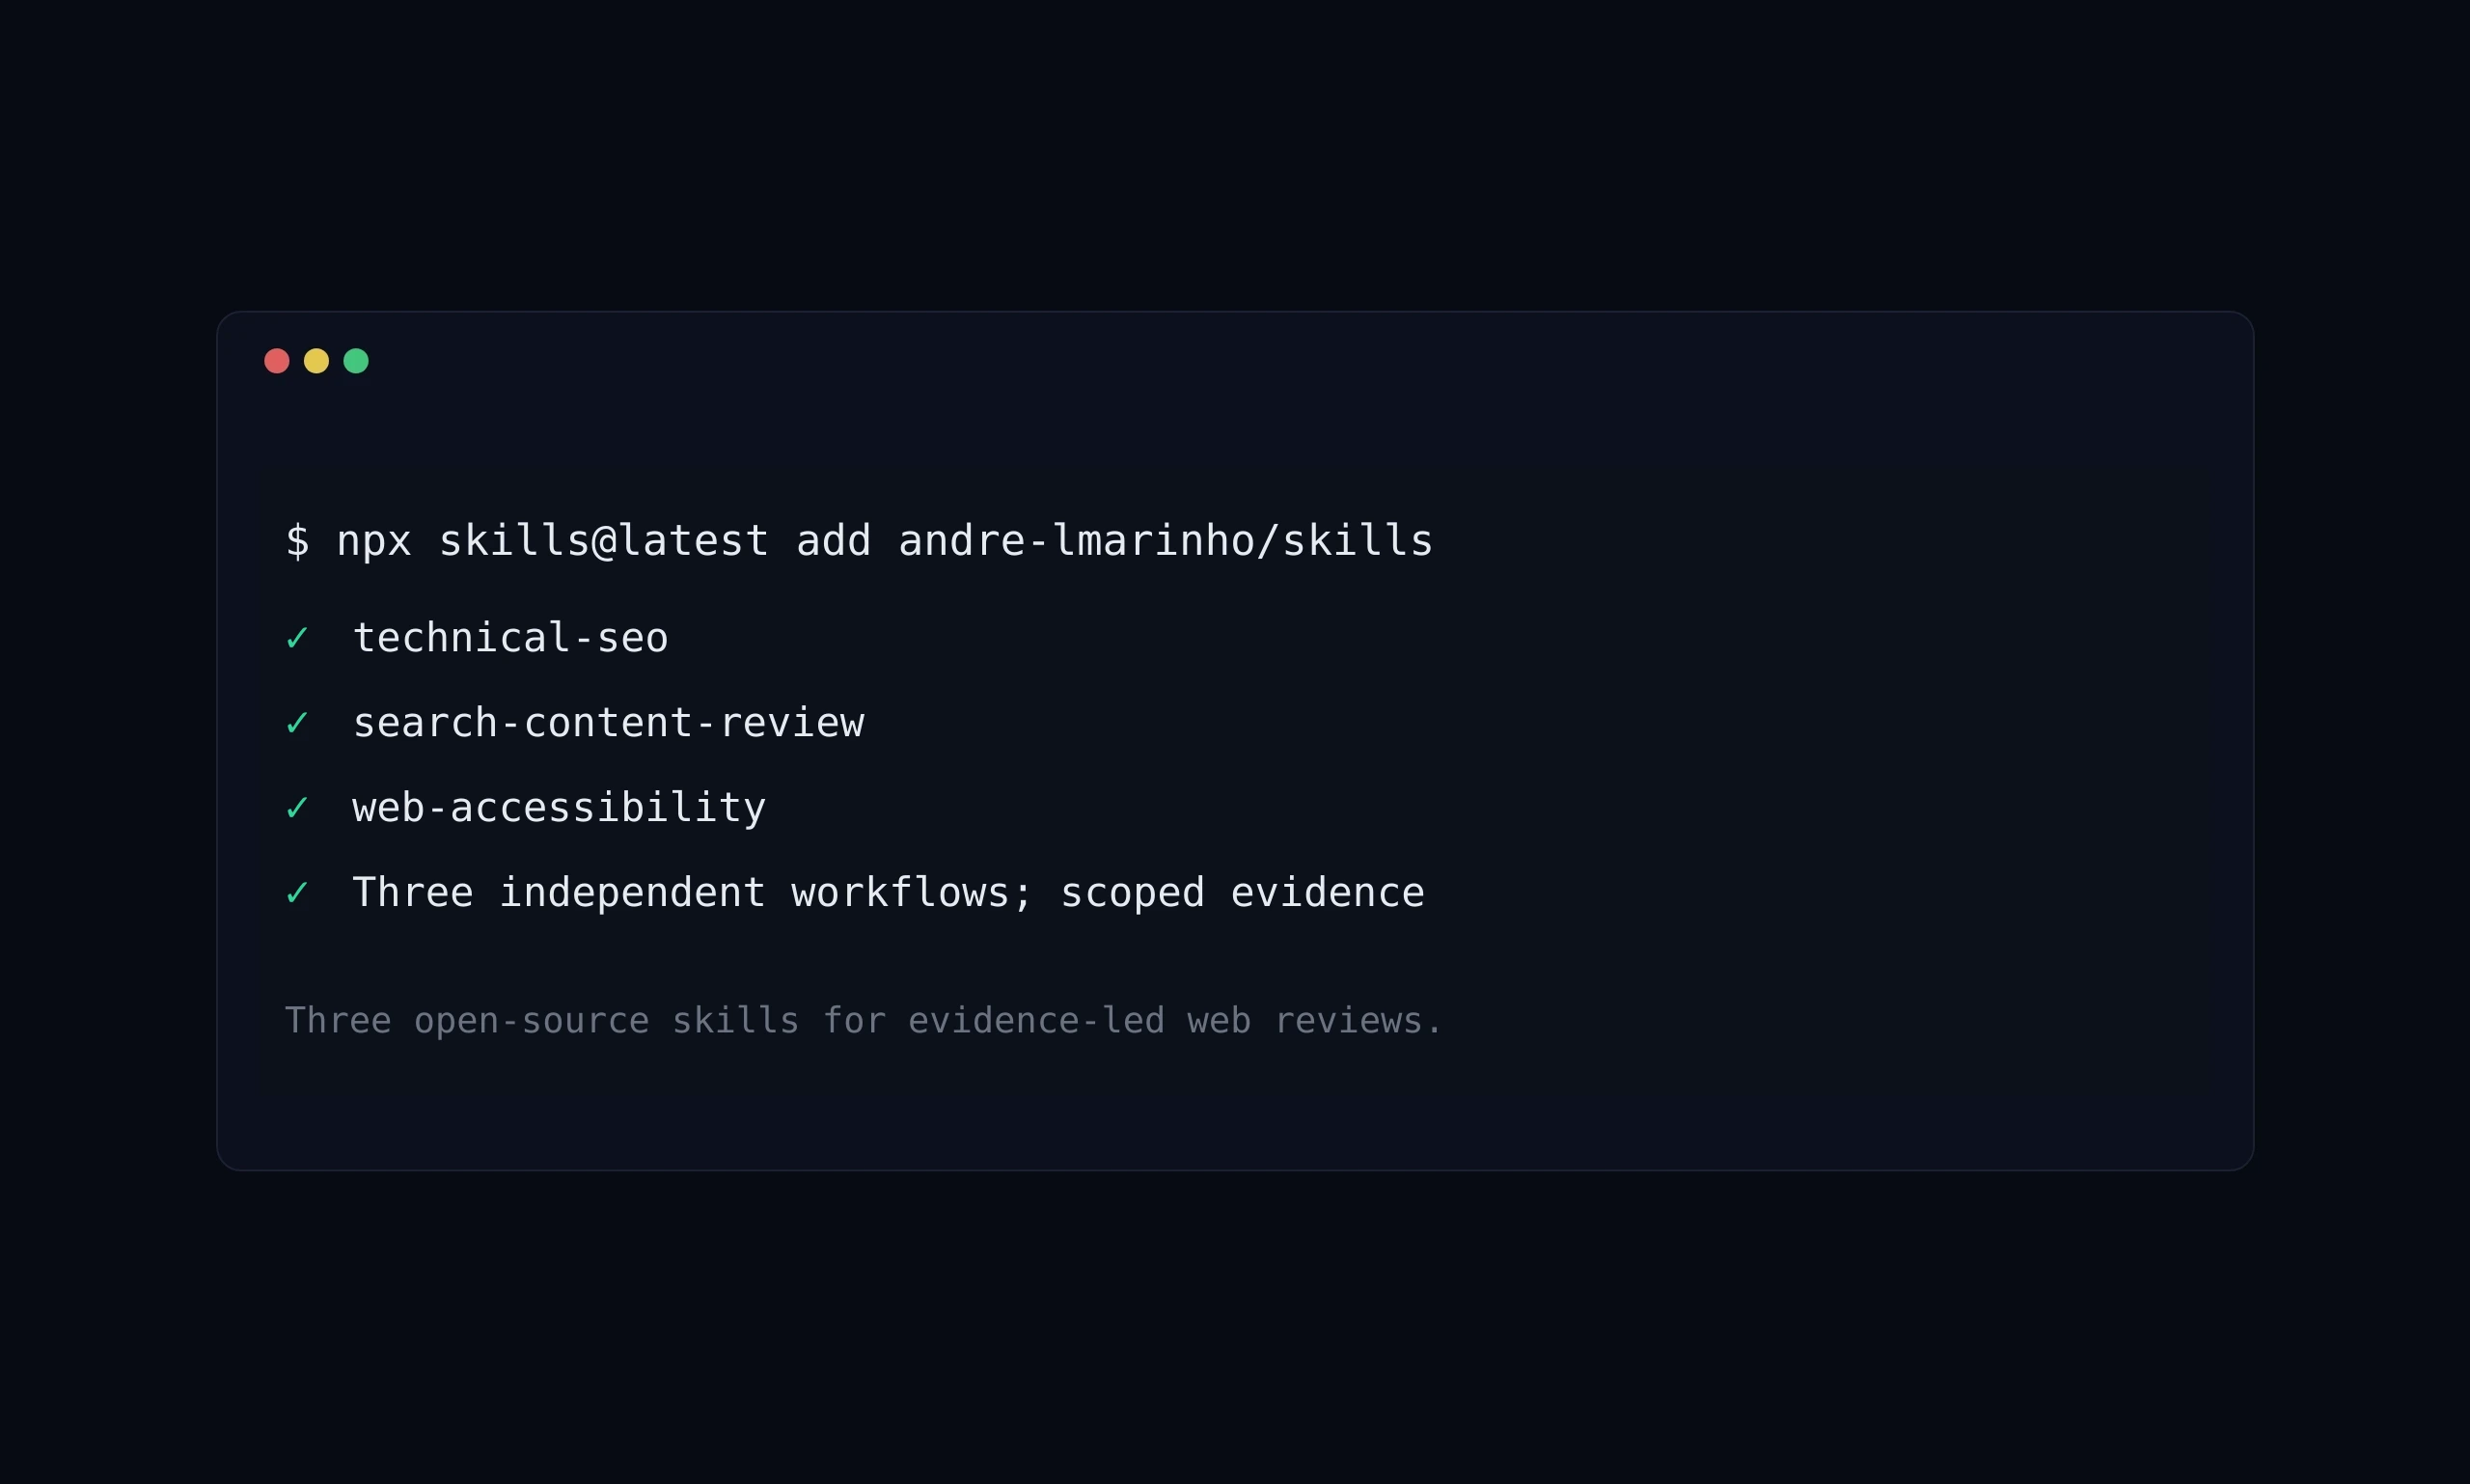 $ npx skills@latest add andre-lmarinho/skills
✓ technical-seo
✓ search-content-review
✓ web-accessibility
✓ Three independent workflows; scoped evidence
Three open-source skills for evidence-led web reviews.